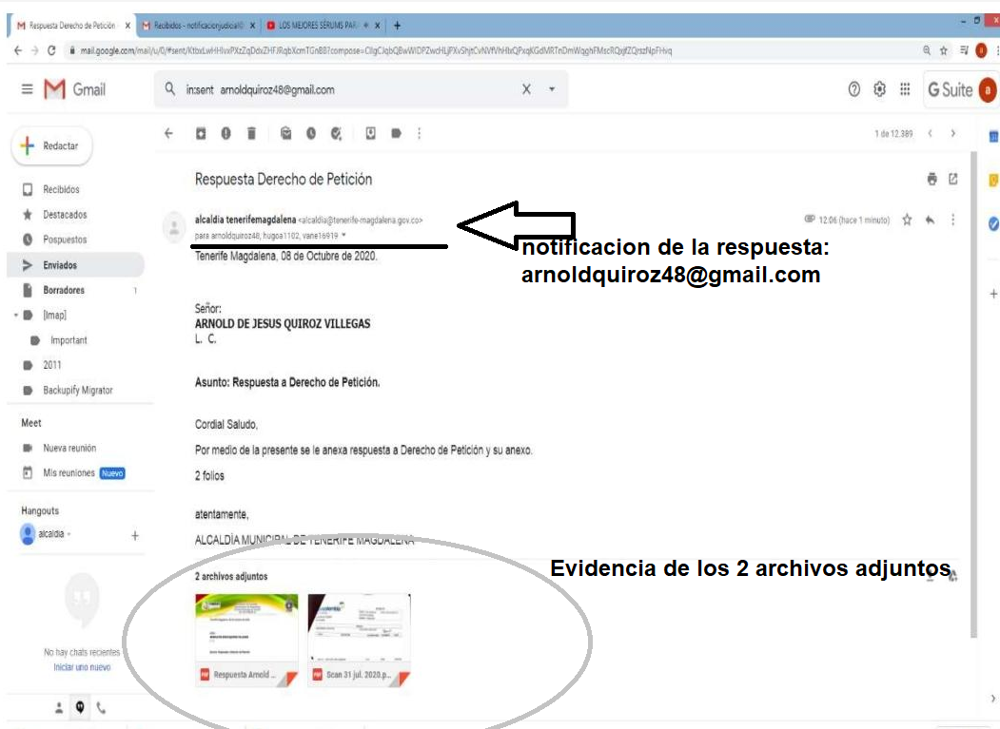 Respuesta Derecho de Petición X
Recibidos - notificacionjudicial© X
LOS MEJORES SÉRUMS PARA X
mail.google.com/mail/u/0/#sent/
Gmail
in:sent arnoldquiroz48@gmail.com
G Suite a
Redactar
1 de 12.389
Recibidos
Destacados
Pospuestos
Enviados
Borradores 1
[Imap]
Important
2011
Backupify Migrator
Meet
Nueva reunión
Mis reuniones Nuevo
Hangouts
alcaldia
No hay chats recientes
Iniciar uno nuevo
Respuesta Derecho de Petición
alcaldia tenerifemagdalena <alcaldia@tenerife-magdalena.gov.co>
12:06 (hace 1 minuto)
para arnoldquiroz48, hugoa1102, vane16919
notificacion de la respuesta:
arnoldquiroz48@gmail.com
Tenerife Magdalena, 08 de Octubre de 2020.
Señor:
ARNOLD DE JESUS QUIROZ VILLEGAS
L. C.
Asunto: Respuesta a Derecho de Petición.
Cordial Saludo,
Por medio de la presente se le anexa respuesta a Derecho de Petición y su anexo.
2 folios
atentamente,
ALCALDÍA MUNICIPAL DE TENERIFE MAGDALENA
Evidencia de los 2 archivos adjuntos
2 archivos adjuntos
PDF Respuesta Arnold ...
PDF Scan 31 jul. 2020.p...